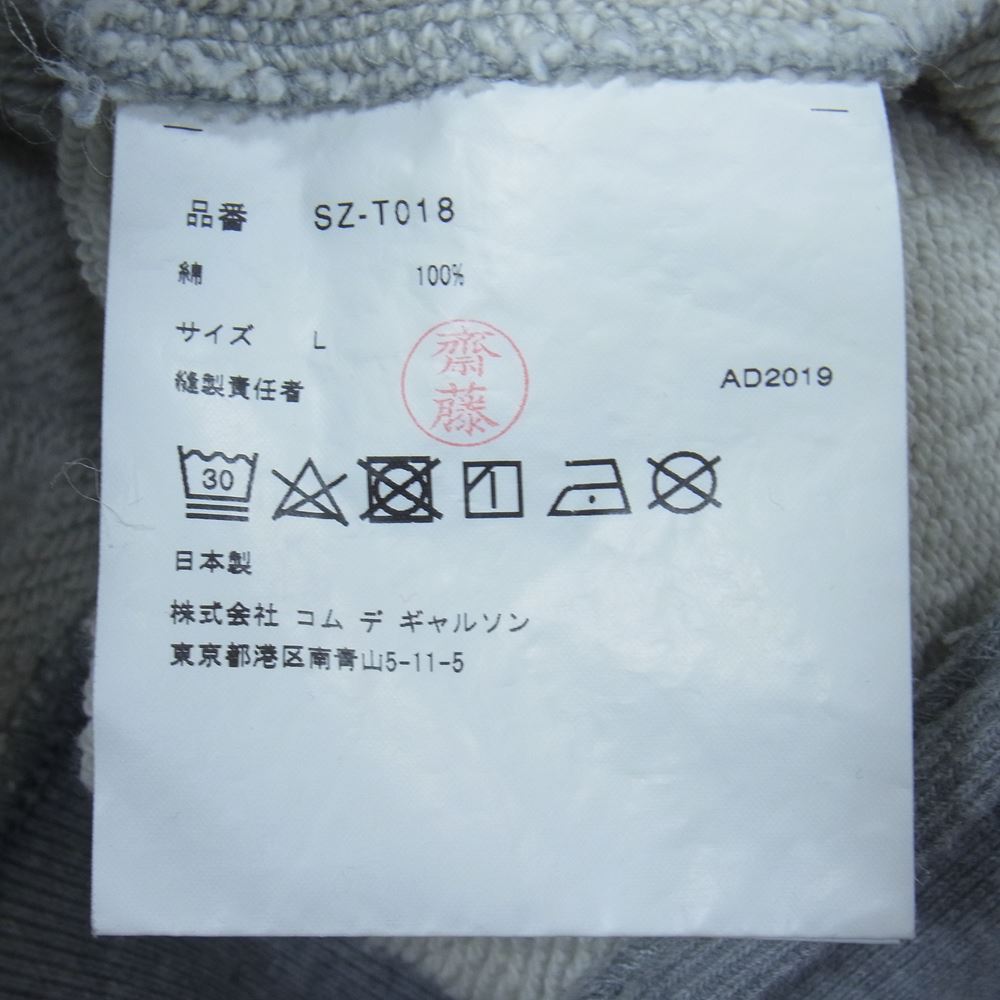 品番 SZ-T018
綿 100%
サイズ L
縫製責任者 齋藤 AD2019
30
日本製
株式会社 コム デ ギャルソン
東京都港区南青山5-11-5